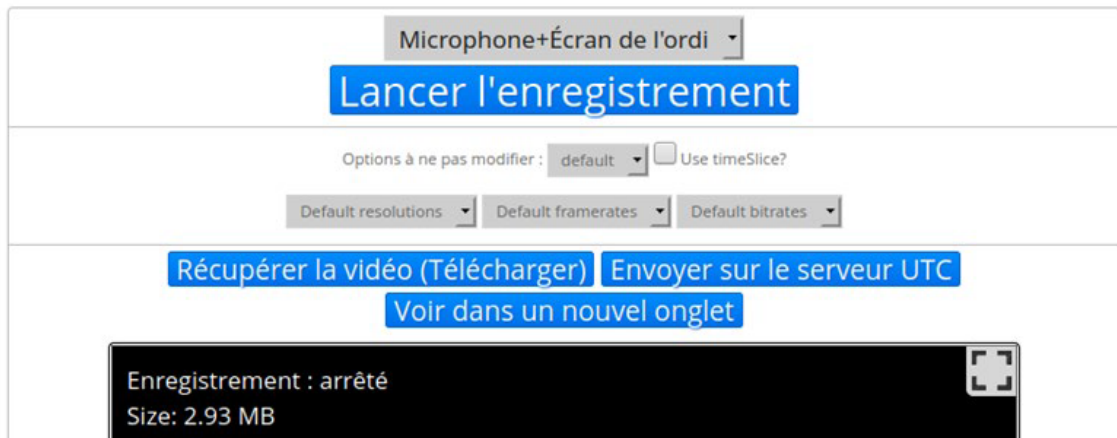 Microphone+Écran de l'ordi
Lancer l'enregistrement
Options à ne pas modifier : default Use timeSlice?
Default resolutions Default framerates Default bitrates
Récupérer la vidéo (Télécharger) Envoyer sur le serveur UTC
Voir dans un nouvel onglet
Enregistrement : arrêté
Size: 2.93 MB